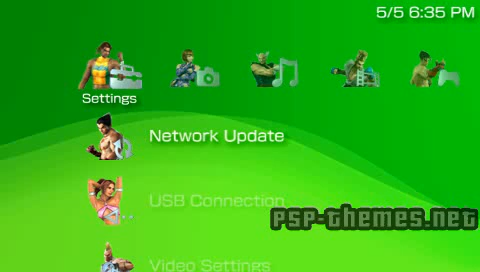 5/5 6:35 PM
Settings
Network Update
USB Connection
psp-themes.net
Video Settings